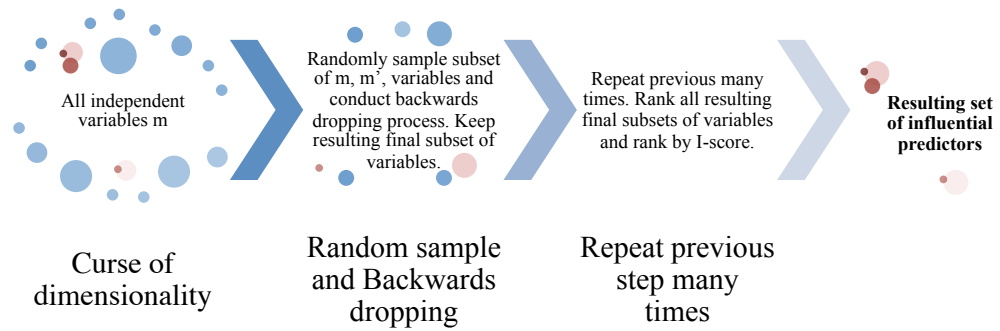 All independent
variables m
Curse of
dimensionality
Randomly sample subset
of m, m’, variables and
conduct backwards
dropping process. Keep
resulting final subset of
variables.
Random sample
and Backwards
dropping
Repeat previous many
times. Rank all resulting
final subsets of variables
and rank by I-score.
Repeat previous
step many
times
Resulting set
of influential
predictors